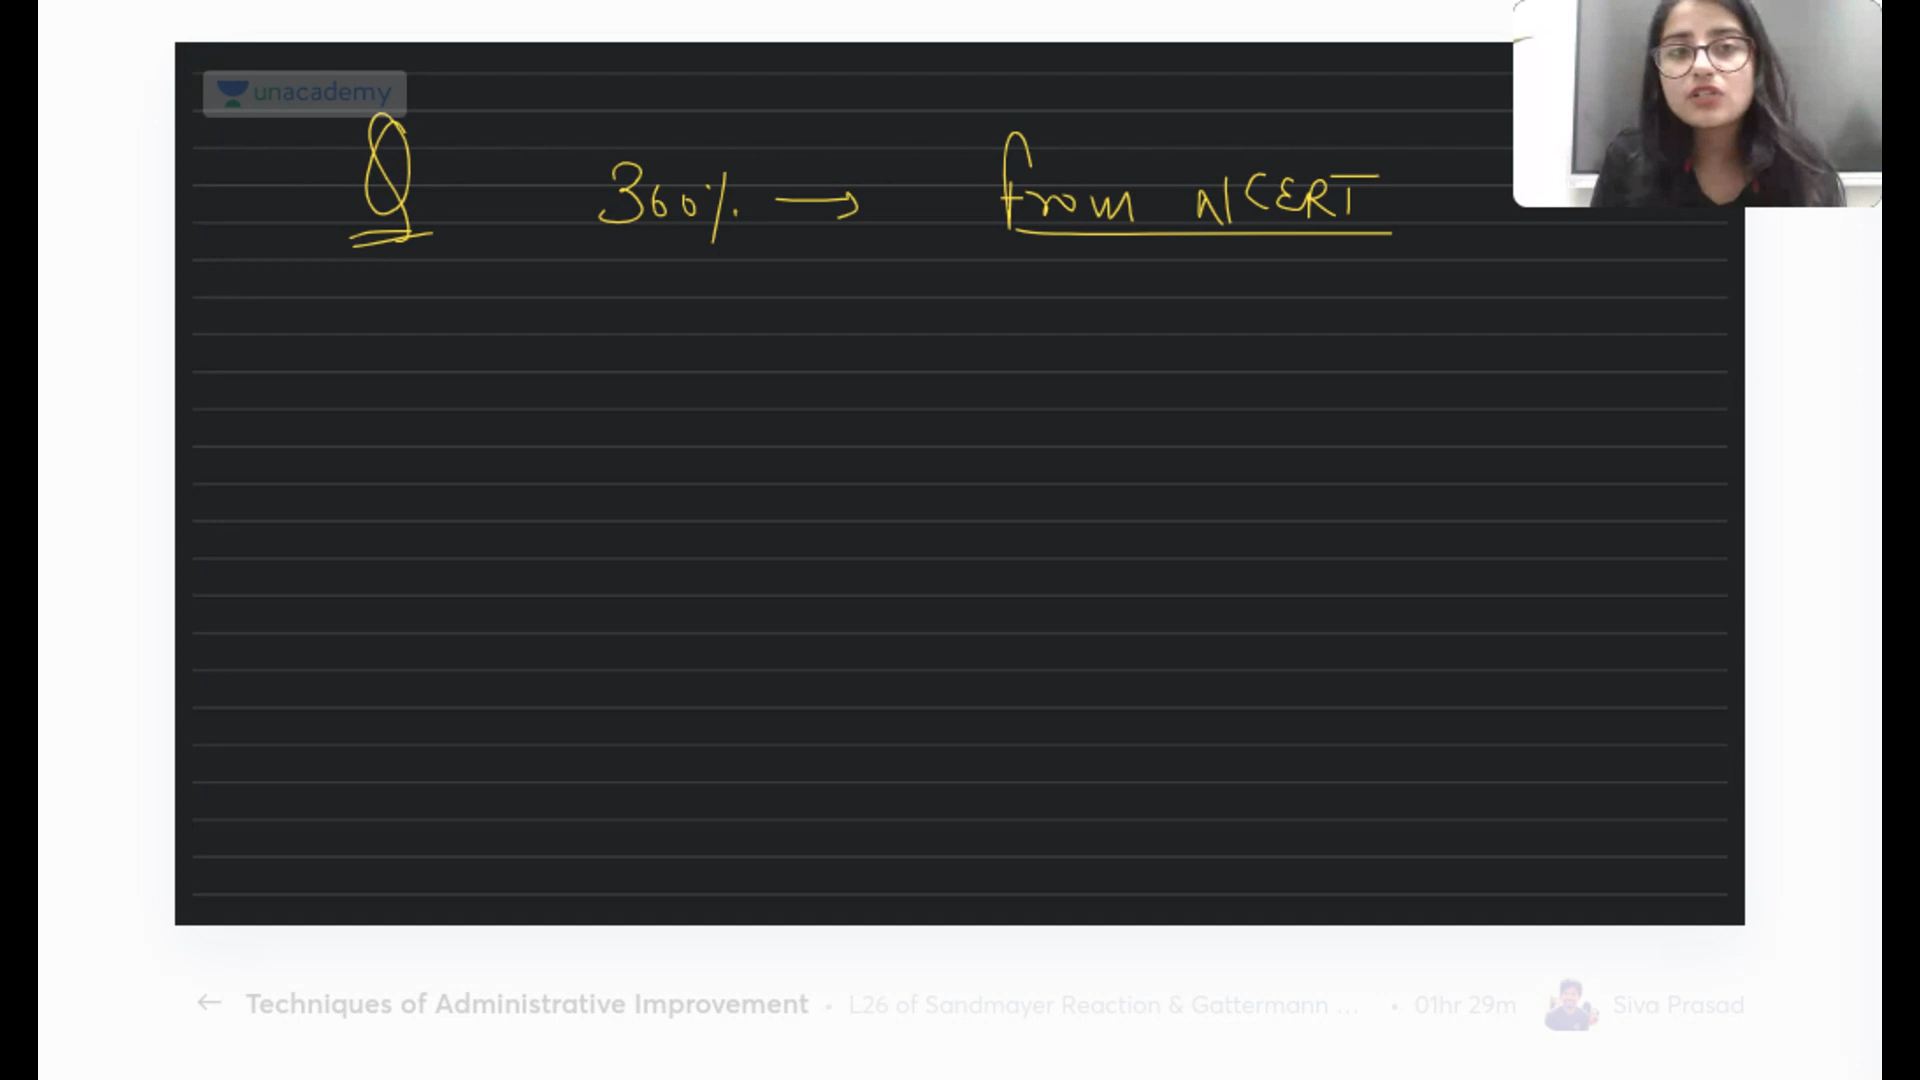 unacademy
Q 360% → from NCERT
← Techniques of Administrative Improvement • L26 of Sandmayer Reaction & Gattermann ... • 01hr 29m Siva Prasad